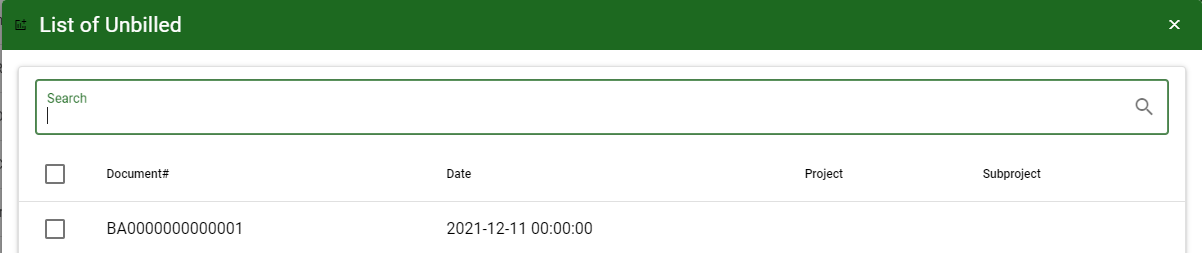 List of Unbilled
Search
Document# Date Project Subproject
BA0000000000001 2021-12-11 00:00:00